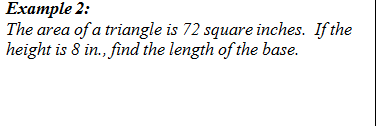 Example 2:
The area of a triangle is 72 square inches.  If the
height is 8 in., find the length of the base.